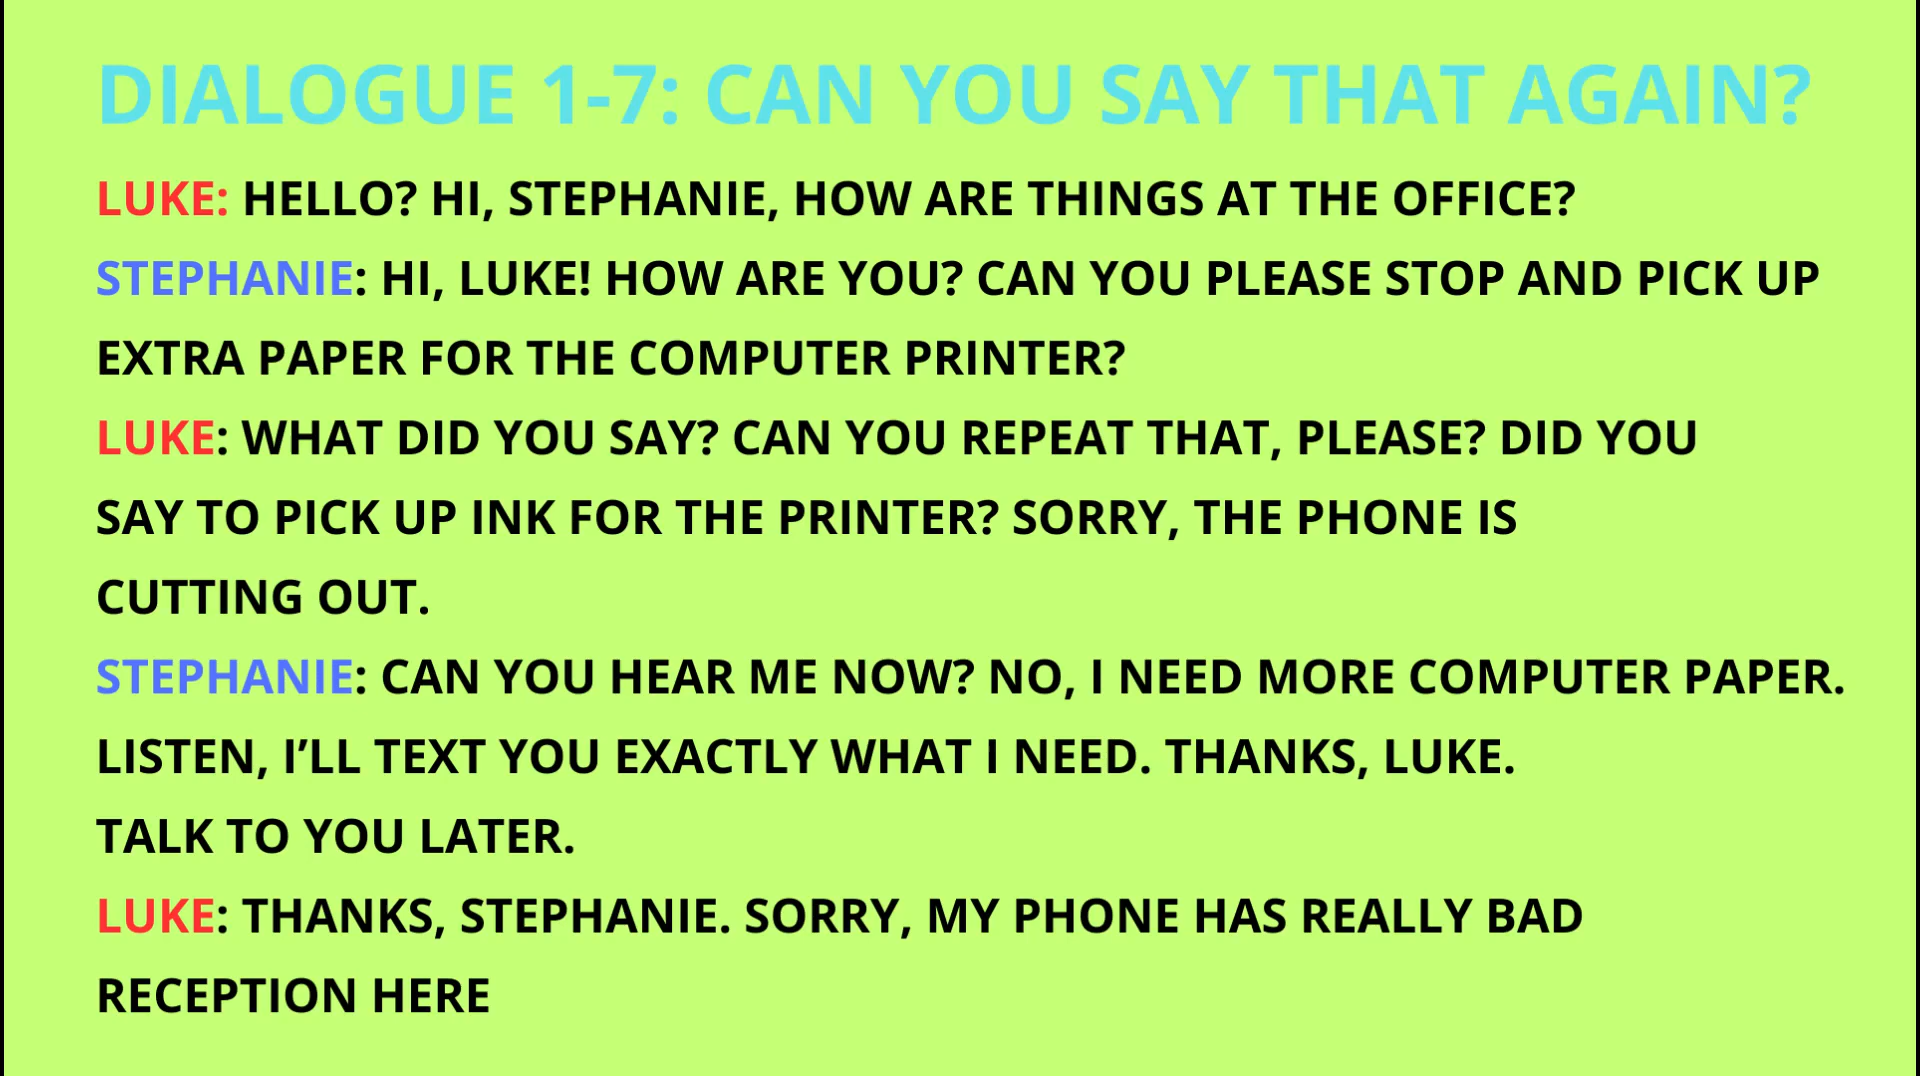 DIALOGUE 1-7: CAN YOU SAY THAT AGAIN?
LUKE: HELLO? HI, STEPHANIE, HOW ARE THINGS AT THE OFFICE?
STEPHANIE: HI, LUKE! HOW ARE YOU? CAN YOU PLEASE STOP AND PICK UP
EXTRA PAPER FOR THE COMPUTER PRINTER?
LUKE: WHAT DID YOU SAY? CAN YOU REPEAT THAT, PLEASE? DID YOU
SAY TO PICK UP INK FOR THE PRINTER? SORRY, THE PHONE IS
CUTTING OUT.
STEPHANIE: CAN YOU HEAR ME NOW? NO, I NEED MORE COMPUTER PAPER.
LISTEN, I’LL TEXT YOU EXACTLY WHAT I NEED. THANKS, LUKE.
TALK TO YOU LATER.
LUKE: THANKS, STEPHANIE. SORRY, MY PHONE HAS REALLY BAD
RECEPTION HERE